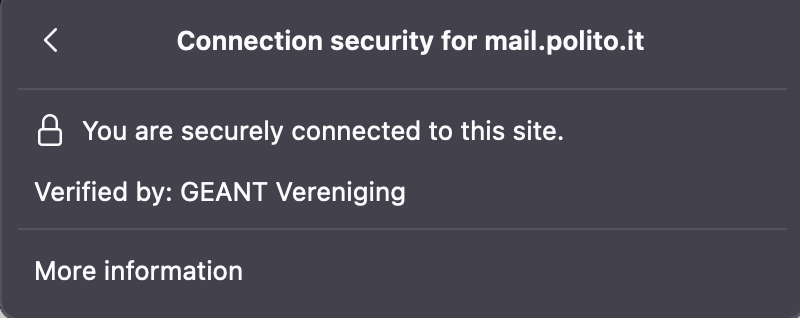 Connection security for mail.polito.it
You are securely connected to this site.
Verified by: GEANT Vereniging
More information